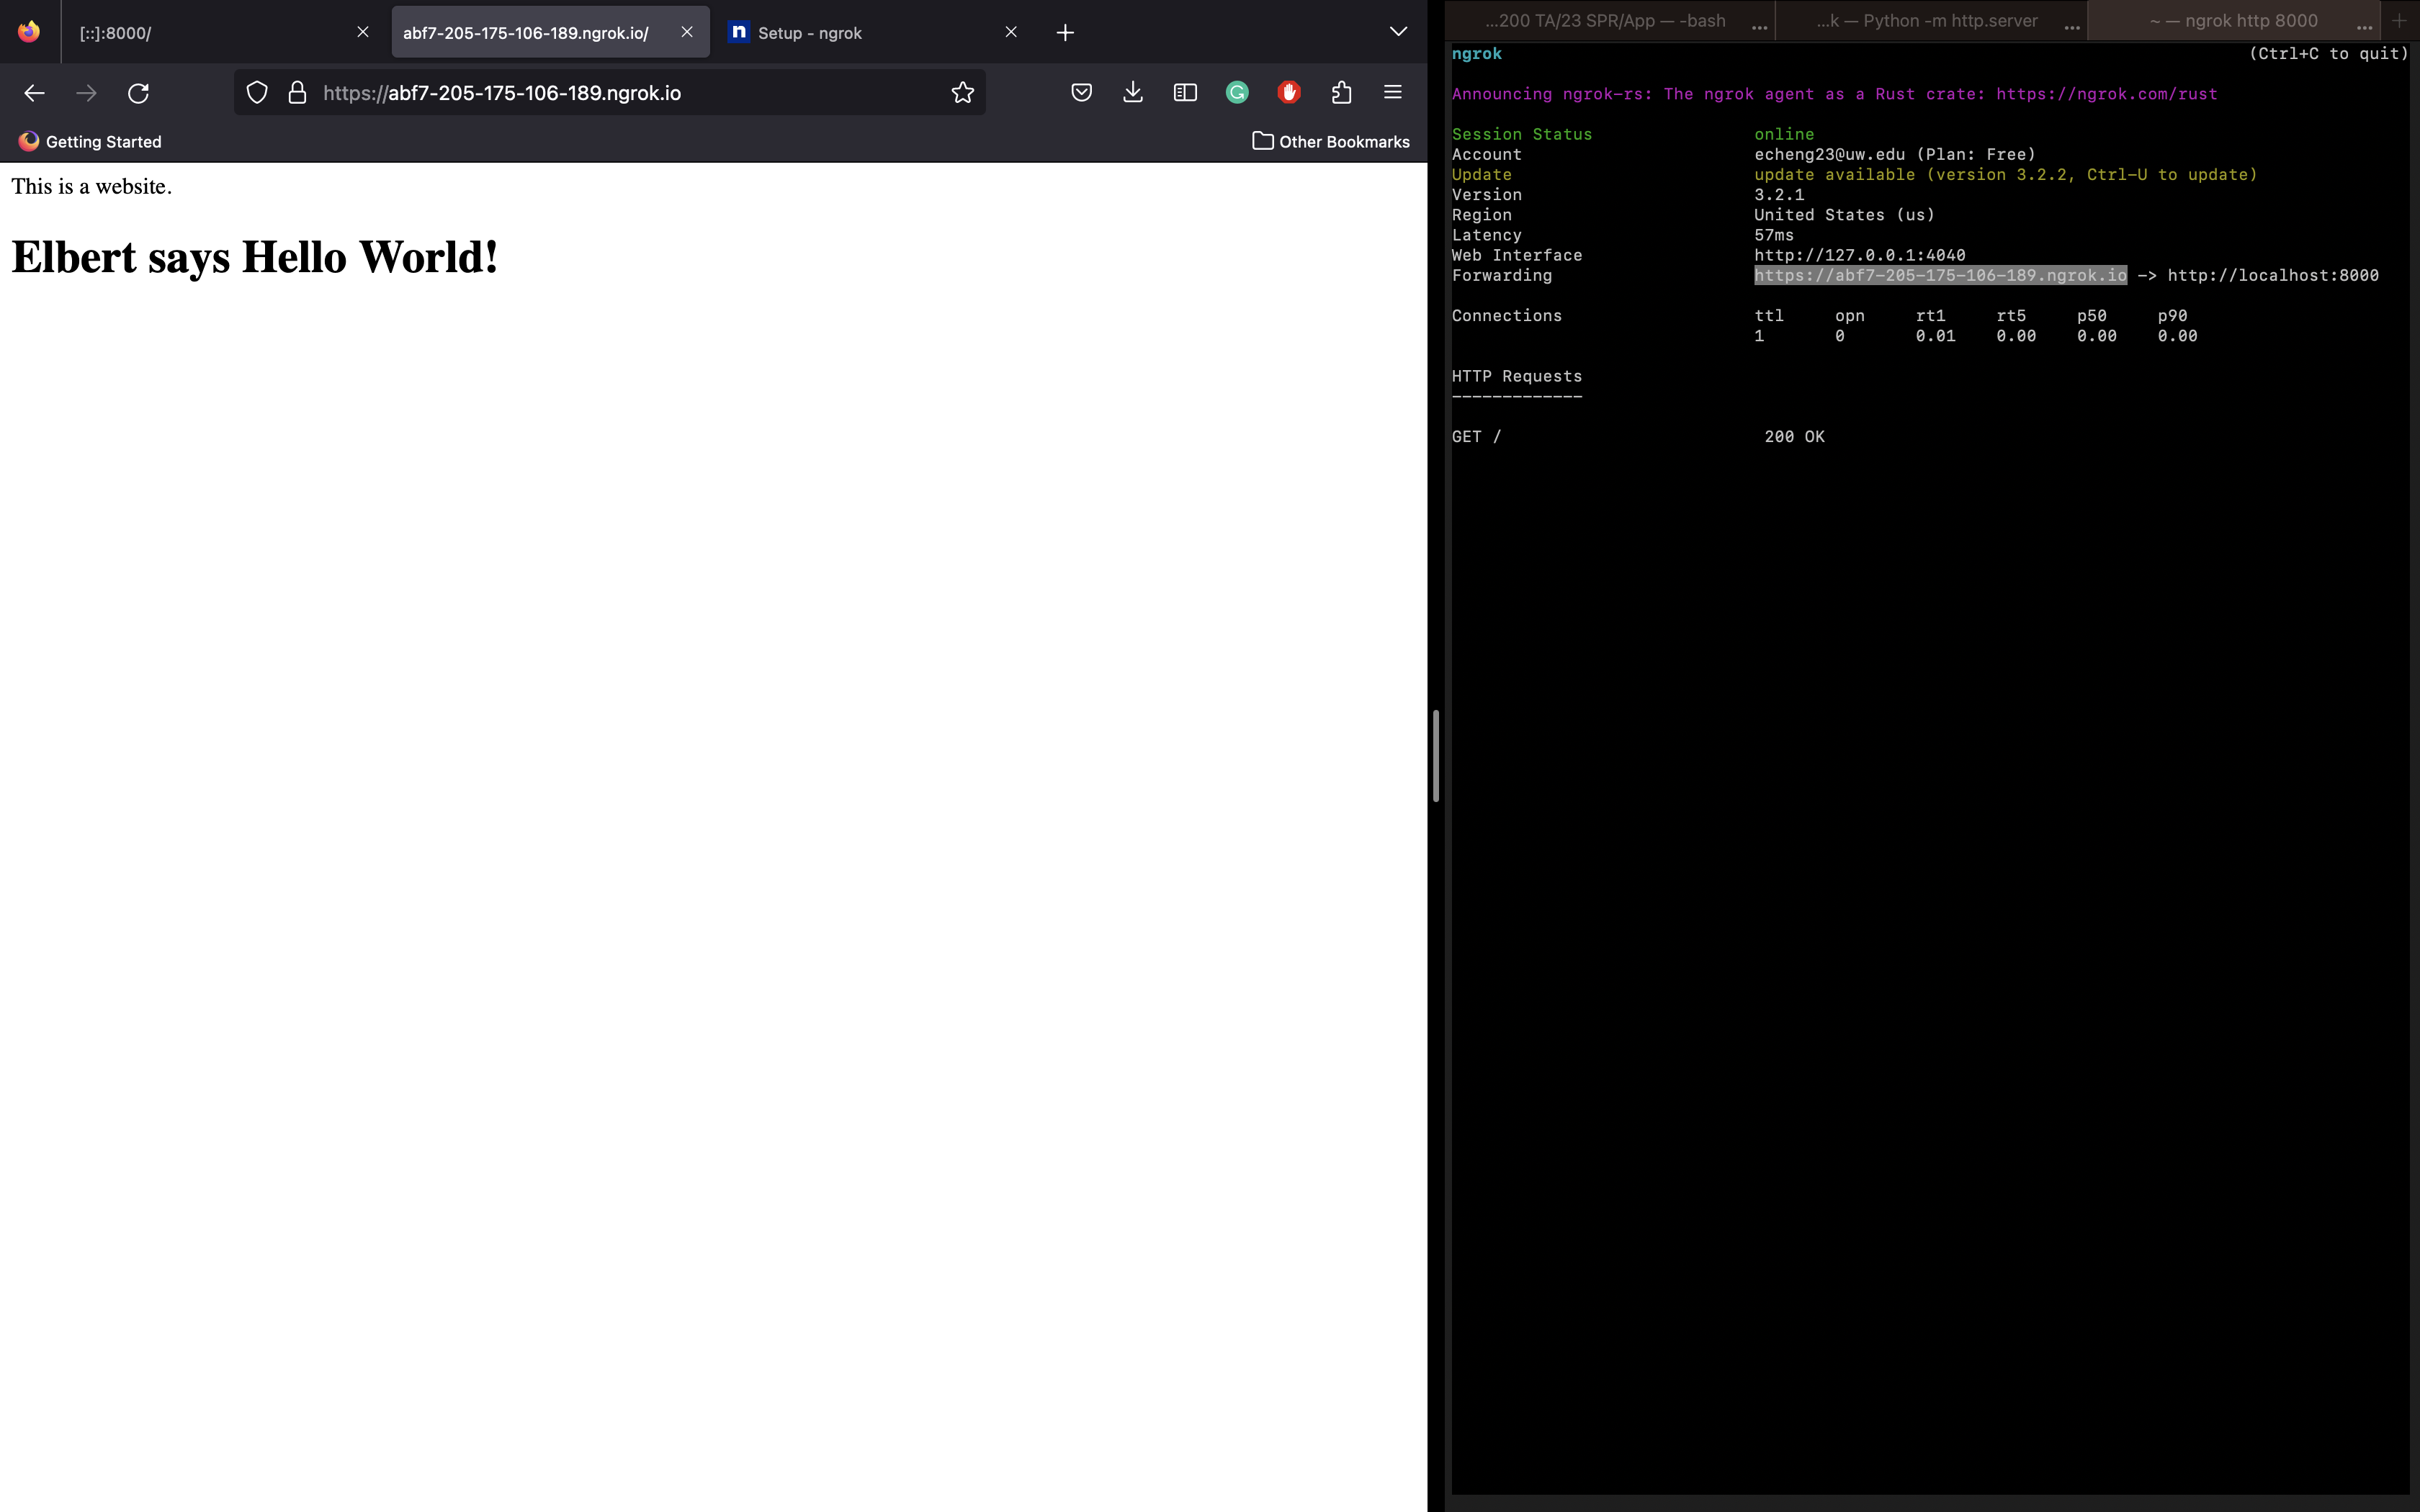 [::]:8000/
abf7-205-175-106-189.ngrok.io/
n Setup - ngrok
https://abf7-205-175-106-189.ngrok.io
G
Getting Started
Other Bookmarks
This is a website.
Elbert says Hello World!
...200 TA/23 SPR/App — -bash ...
...k — Python -m http.server ...
~ — ngrok http 8000 ...
ngrok (Ctrl+C to quit)
Announcing ngrok-rs: The ngrok agent as a Rust crate: https://ngrok.com/rust
Session Status online
Account echeng23@uw.edu (Plan: Free)
Update update available (version 3.2.2, Ctrl-U to update)
Version 3.2.1
Region United States (us)
Latency 57ms
Web Interface http://127.0.0.1:4040
Forwarding https://abf7-205-175-106-189.ngrok.io -> http://localhost:8000
Connections ttl opn rt1 rt5 p50 p90
1 0 0.01 0.00 0.00 0.00
HTTP Requests
-------------
GET / 200 OK